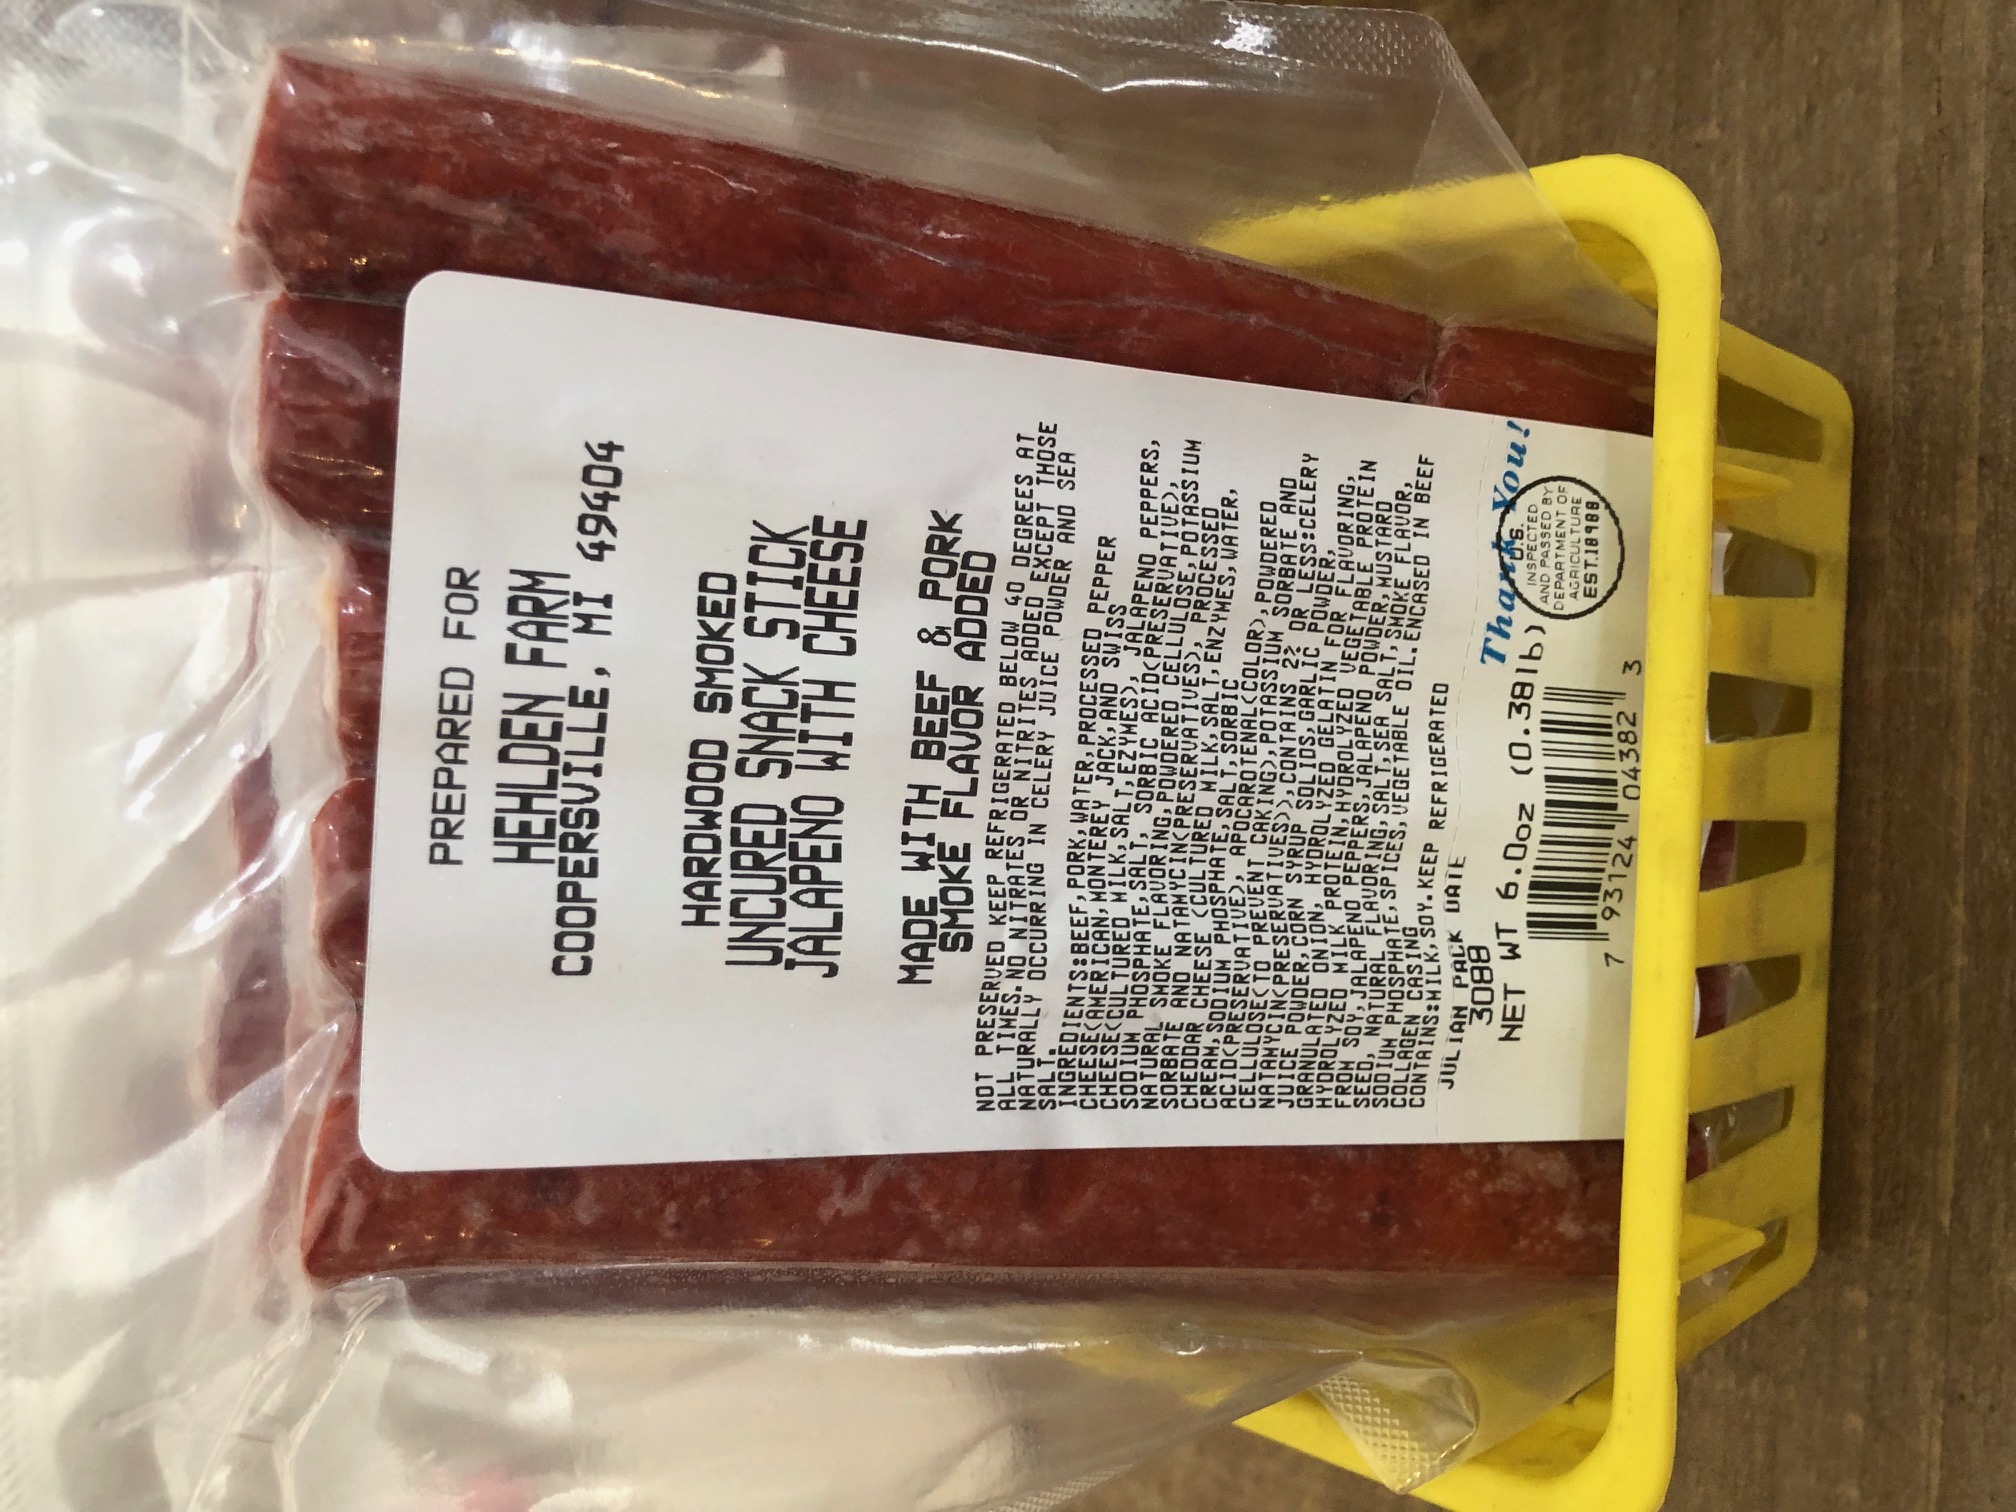 PREPARED FOR
HEHLDEN FARM
COOPERSVILLE, MI 49404
HARDWOOD SMOKED
UNCURED SNACK STICK
JALAPENO WITH CHEESE
MADE WITH BEEF & PORK
SMOKE FLAVOR ADDED
NOT PRESERVED KEEP REFRIGERATED BELOW 40 DEGREES AT
ALL TIMES.NO NITRATES OR NITRITES ADDED EXCEPT THOSE
NATURALLY OCCURRING IN CELERY JUICE POWDER AND SEA
SALT.
INGREDIENTS:BEEF,PORK,WATER,PROCESSED PEPPER
CHEESE(AMERICAN,MONTEREY JACK,AND SWISS
CHEESE(CULTURED MILK,SALT,EZYMES), JALAPENO PEPPERS,
SODIUM PHOSPHATE,SALT, SORBIC ACID(PRESERVATIVE),
NATURAL SMOKE FLAVORING,POWDERED CELLULOSE,POTASSIUM
SORBATE AND NATAMYCIN(PRESERVATIVES), PROCESSED
CHEDDAR CHEESE (CULTURED MILK,SALT,ENZYMES,WATER,
CREAM,SODIUM PHOSPHATE,SALT,SORBIC
ACID(PRESERVATIVE), APOCAROTENAL(COLOR),POWDERED
CELLULOSE(TO PREVENT CAKING),POTASSIUM SORBATE AND
NATAMYCIN(PRESERVATIVES)),CONTAINS 2% OR LESS:CELERY
JUICE POWDER,CORN SYRUP SOLIDS,GARLIC POWDER,
GRANULATED ONION, HYDROLYZED GELATIN FOR FLAVORING,
HYDROLYZED MILK PROTEIN,HYDROLYZED VEGETABLE PROTEIN
FROM SOY,JALAPENO PEPPERS,JALAPENO POWDER,MUSTARD
SEED, NATURAL FLAVORING,SALT,SEA SALT,SMOKE FLAVOR,
SODIUM PHOSPHATE,SPICES,VEGETABLE OIL.ENCASED IN BEEF
COLLAGEN CASING
CONTAINS:MILK,SOY.KEEP REFRIGERATED
JULIAN PACK DATE
3088
Thank You!
NET WT 6.0oz (0.38lb)
U.S.
INSPECTED
AND PASSED BY
DEPARTMENT OF
AGRICULTURE
EST.18988
7 93124 04382 3